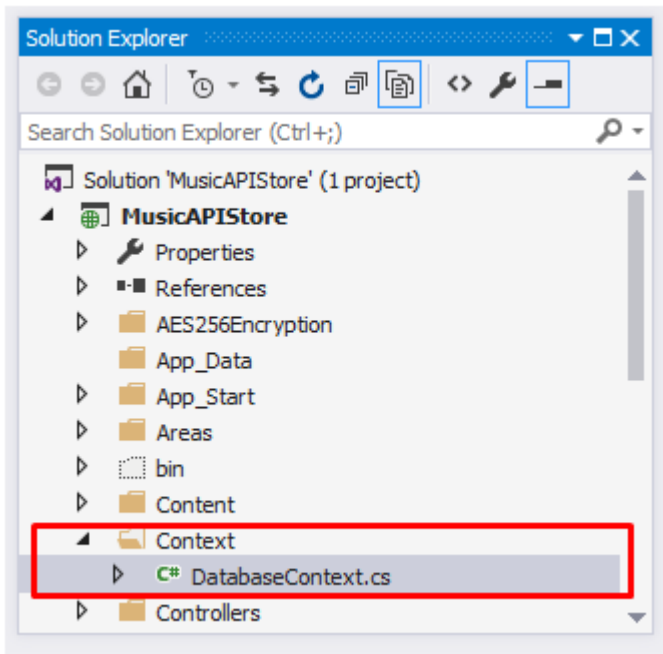 Solution Explorer
Search Solution Explorer (Ctrl+;)
Solution 'MusicAPIStore' (1 project)
MusicAPIStore
Properties
References
AES256Encryption
App_Data
App_Start
Areas
bin
Content
Context
C# DatabaseContext.cs
Controllers